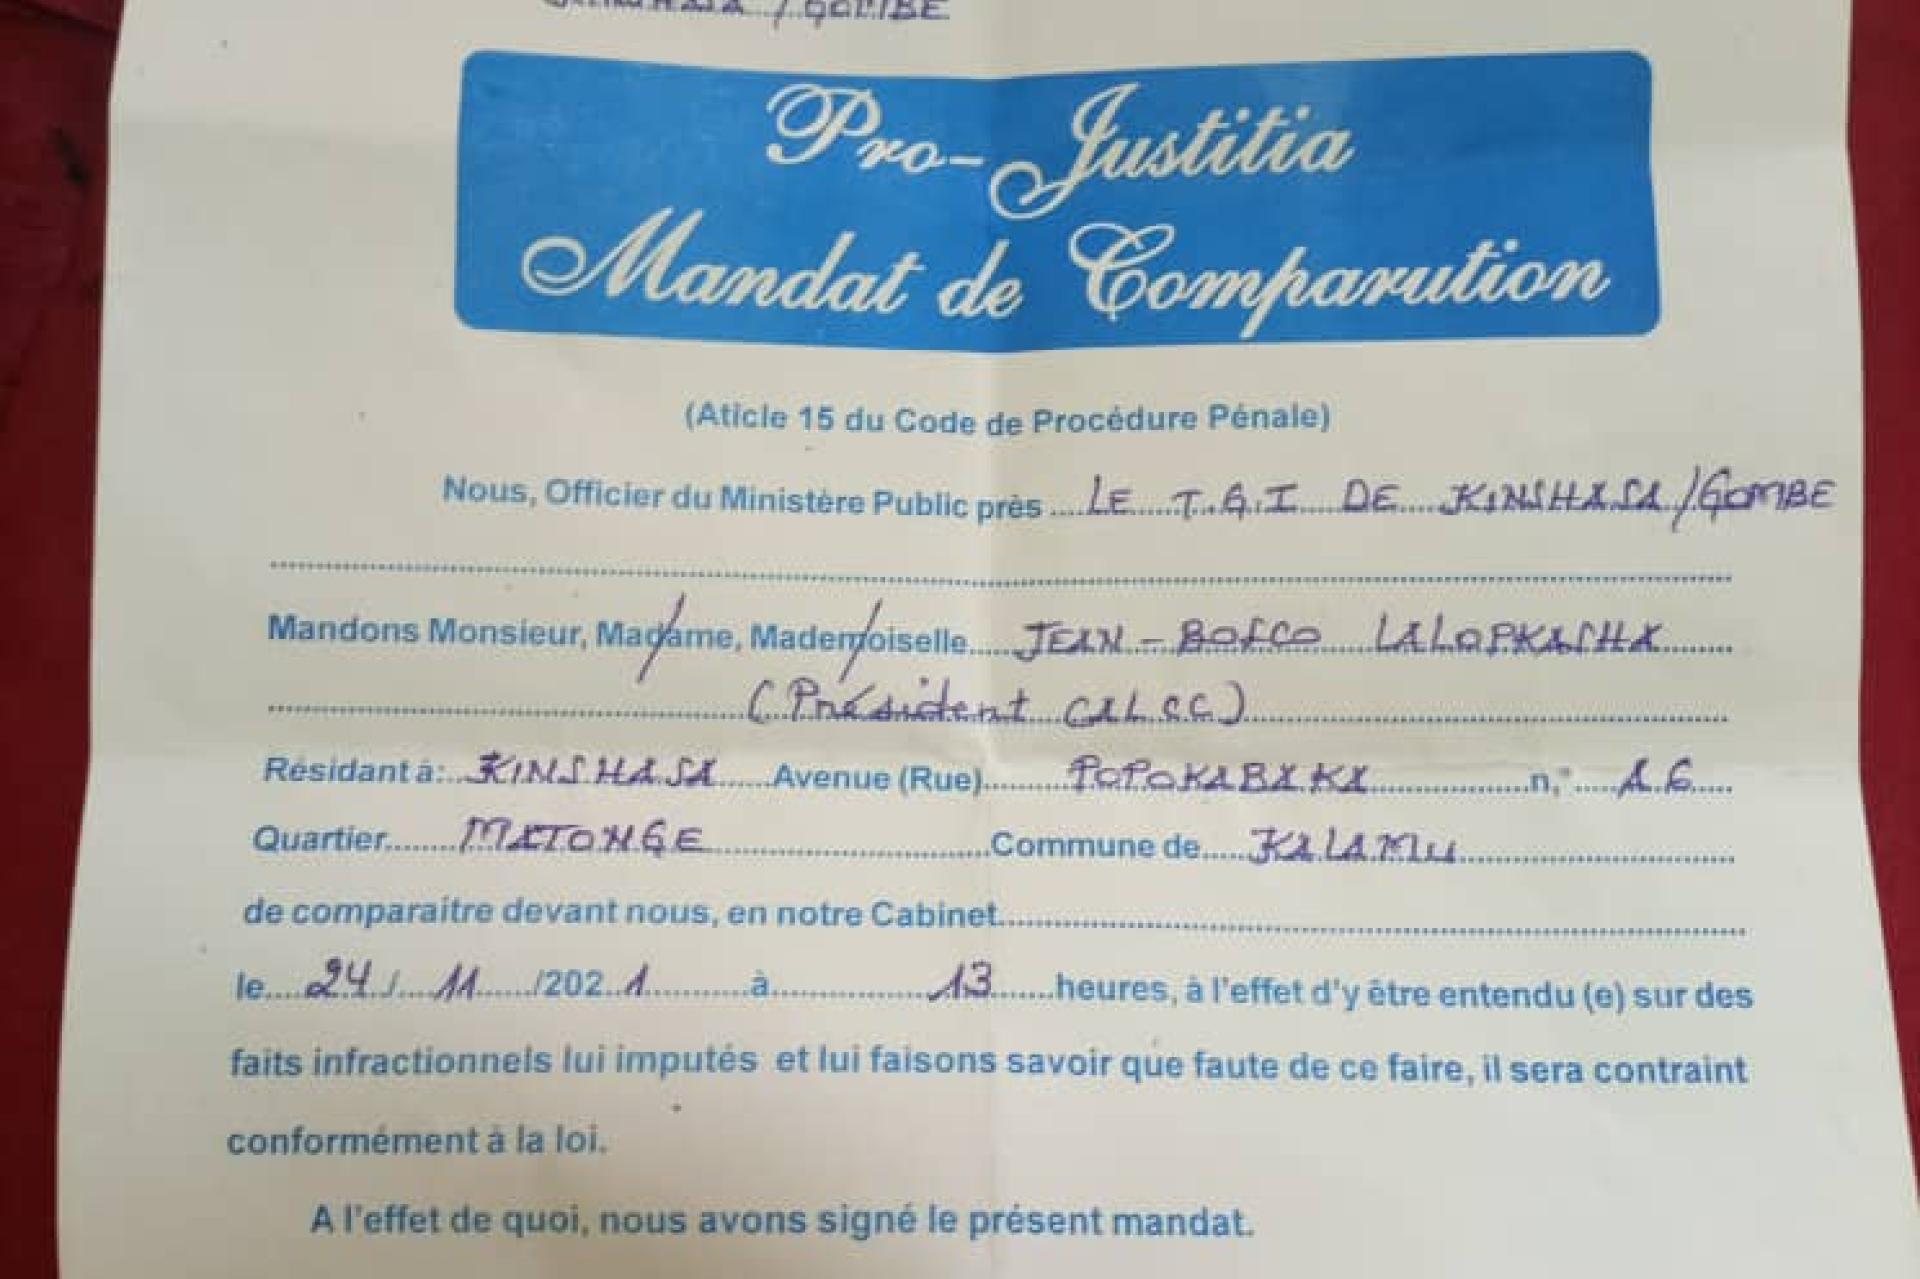 KINSHASA / GOMBE
Pro-Justitia
Mandat de Comparution
(Aticle 15 du Code de Procédure Pénale)
Nous, Officier du Ministère Public près LE T.G.I DE KINSHASA/GOMBE
Mandons Monsieur, Madame, Mademoiselle JEAN-BOSCO LALOPKASHA
(Président CALCC)
Résidant à: KINSHASA Avenue (Rue) POPOKABAKA n,° 16
Quartier MATONGE Commune de KALAMU
de comparaître devant nous, en notre Cabinet
le 24 / 11 /2021 à 13 heures, à l'effet d'y être entendu (e) sur des
faits infractionnels lui imputés et lui faisons savoir que faute de ce faire, il sera contraint
conformément à la loi.
A l'effet de quoi, nous avons signé le présent mandat.